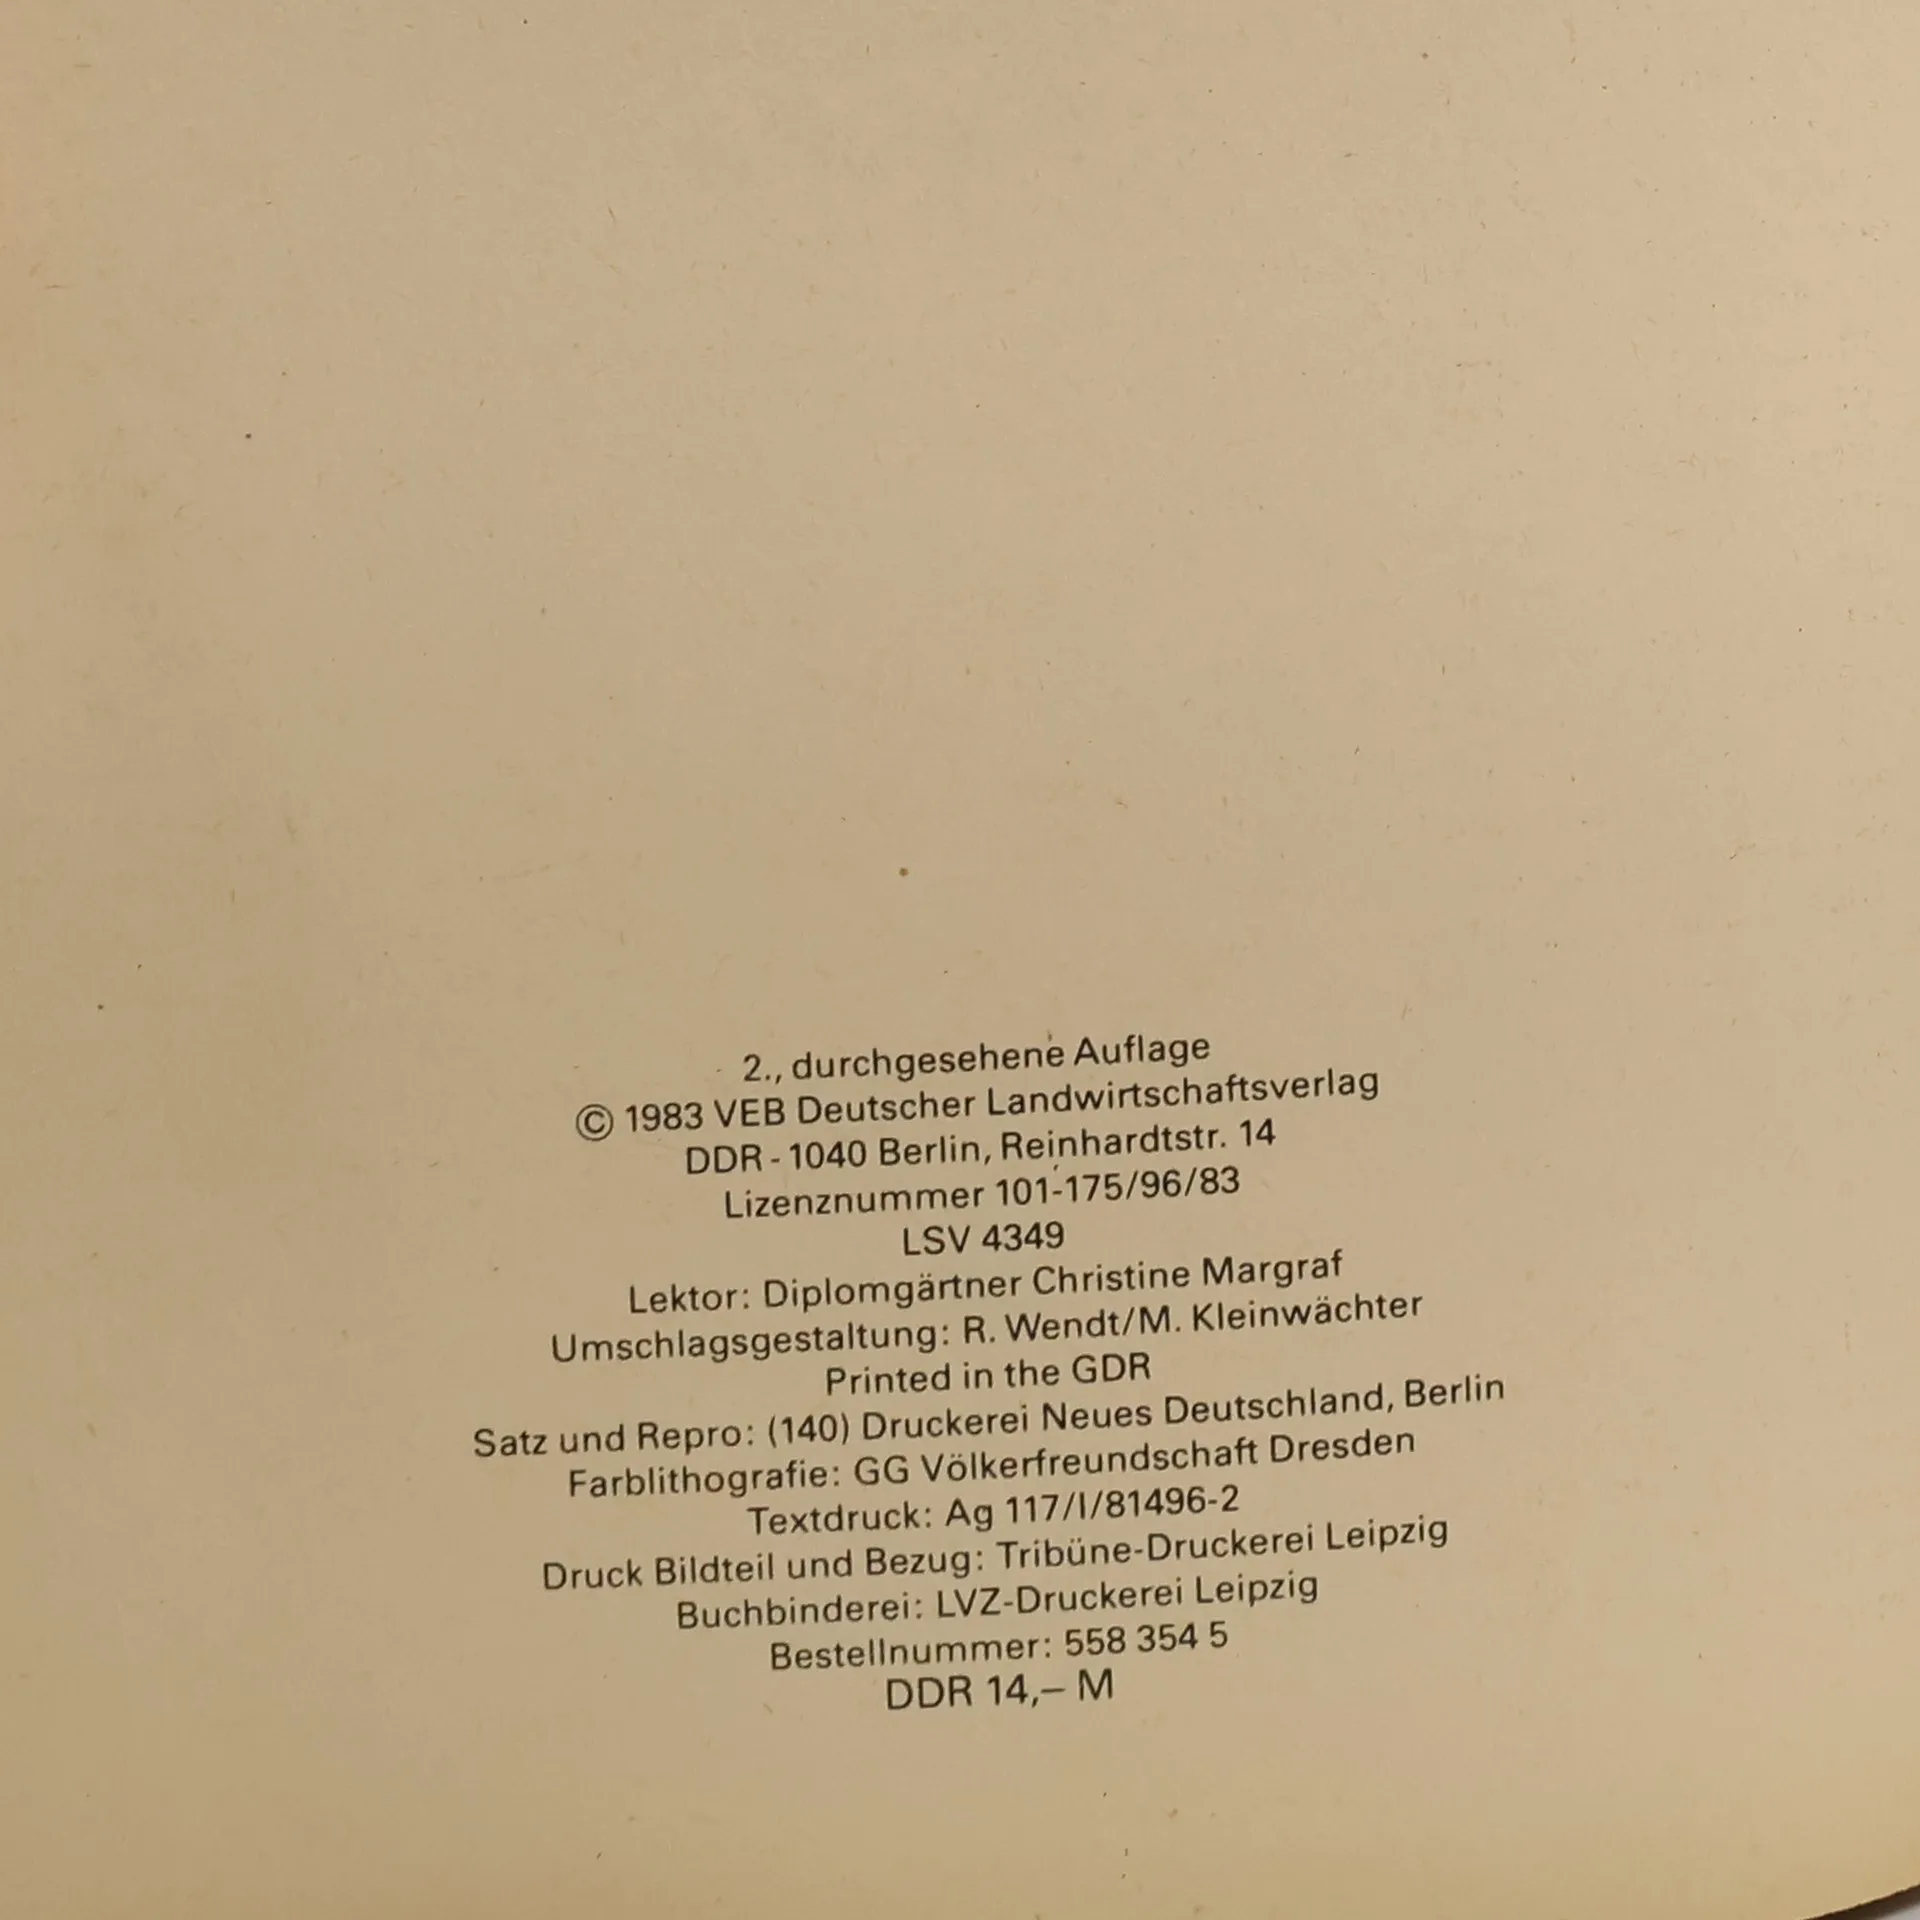 2., durchgesehene Auflage
© 1983 VEB Deutscher Landwirtschaftsverlag
DDR - 1040 Berlin, Reinhardtstr. 14
Lizenznummer 101-175/96/83
LSV 4349
Lektor: Diplomgärtner Christine Margraf
Umschlagsgestaltung: R. Wendt/M. Kleinwächter
Printed in the GDR
Satz und Repro: (140) Druckerei Neues Deutschland, Berlin
Farblithografie: GG Völkerfreundschaft Dresden
Textdruck: Ag 117/I/81496-2
Druck Bildteil und Bezug: Tribüne-Druckerei Leipzig
Buchbinderei: LVZ-Druckerei Leipzig
Bestellnummer: 558 354 5
DDR 14,– M